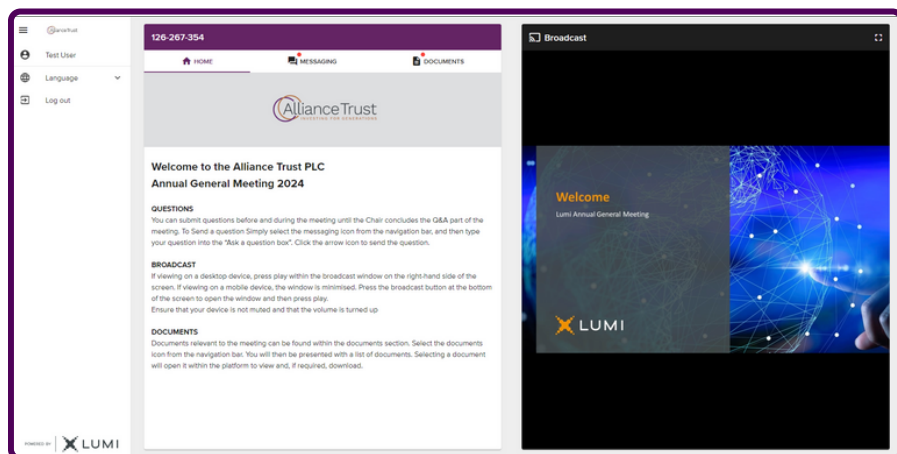 AllianceTrust
Test User
Language
Log out
POWERED BY
LUMI
126-267-354
HOME
MESSAGING
DOCUMENTS
AllianceTrust
INVESTING FOR GENERATIONS
Welcome to the Alliance Trust PLC
Annual General Meeting 2024
QUESTIONS
You can submit questions before and during the meeting until the Chair concludes the Q&A part of the
meeting. To Send a question Simply select the messaging icon from the navigation bar, and then type
your question into the "Ask a question box". Click the arrow icon to send the question.
BROADCAST
If viewing on a desktop device, press play within the broadcast window on the right-hand side of the
screen. If viewing on a mobile device, the window is minimised. Press the broadcast button at the bottom
of the screen to open the window and then press play.
Ensure that your device is not muted and that the volume is turned up
DOCUMENTS
Documents relevant to the meeting can be found within the documents section. Select the documents
icon from the navigation bar. You will then be presented with a list of documents. Selecting a document
will open it within the platform to view and, if required, download.
Broadcast
Welcome
Lumi Annual General Meeting
LUMI